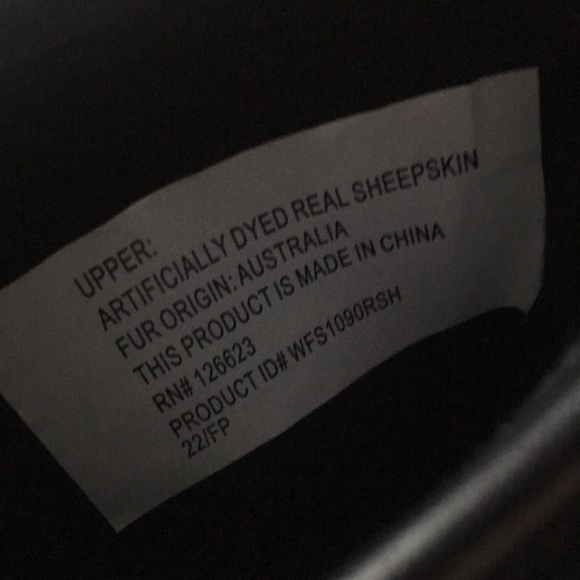 UPPER:
ARTIFICIALLY DYED REAL SHEEPSKIN
FUR ORIGIN: AUSTRALIA
THIS PRODUCT IS MADE IN CHINA
RN# 126623
PRODUCT ID# WFS1090RSH
22/FP